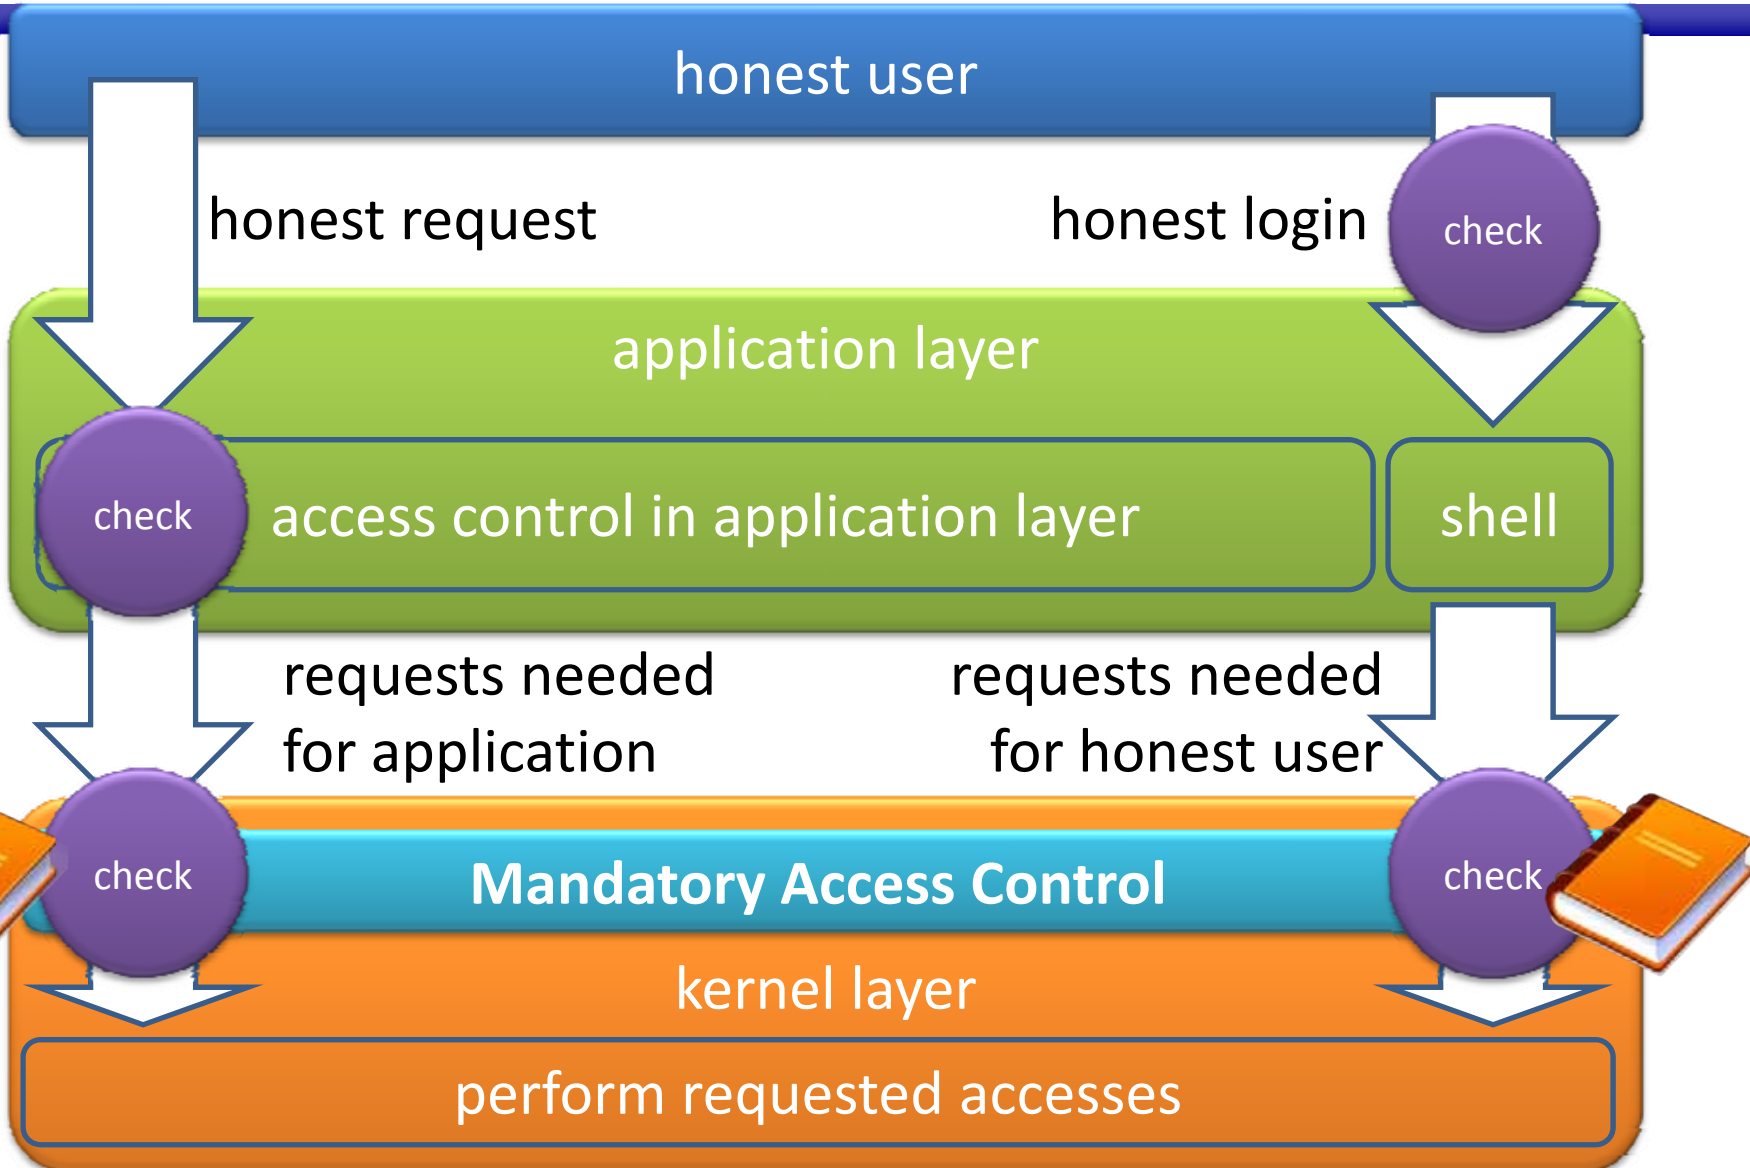 honest user
honest request
honest login
check
application layer
check
access control in application layer
shell
requests needed
for application
requests needed
for honest user
check
Mandatory Access Control
check
kernel layer
perform requested accesses